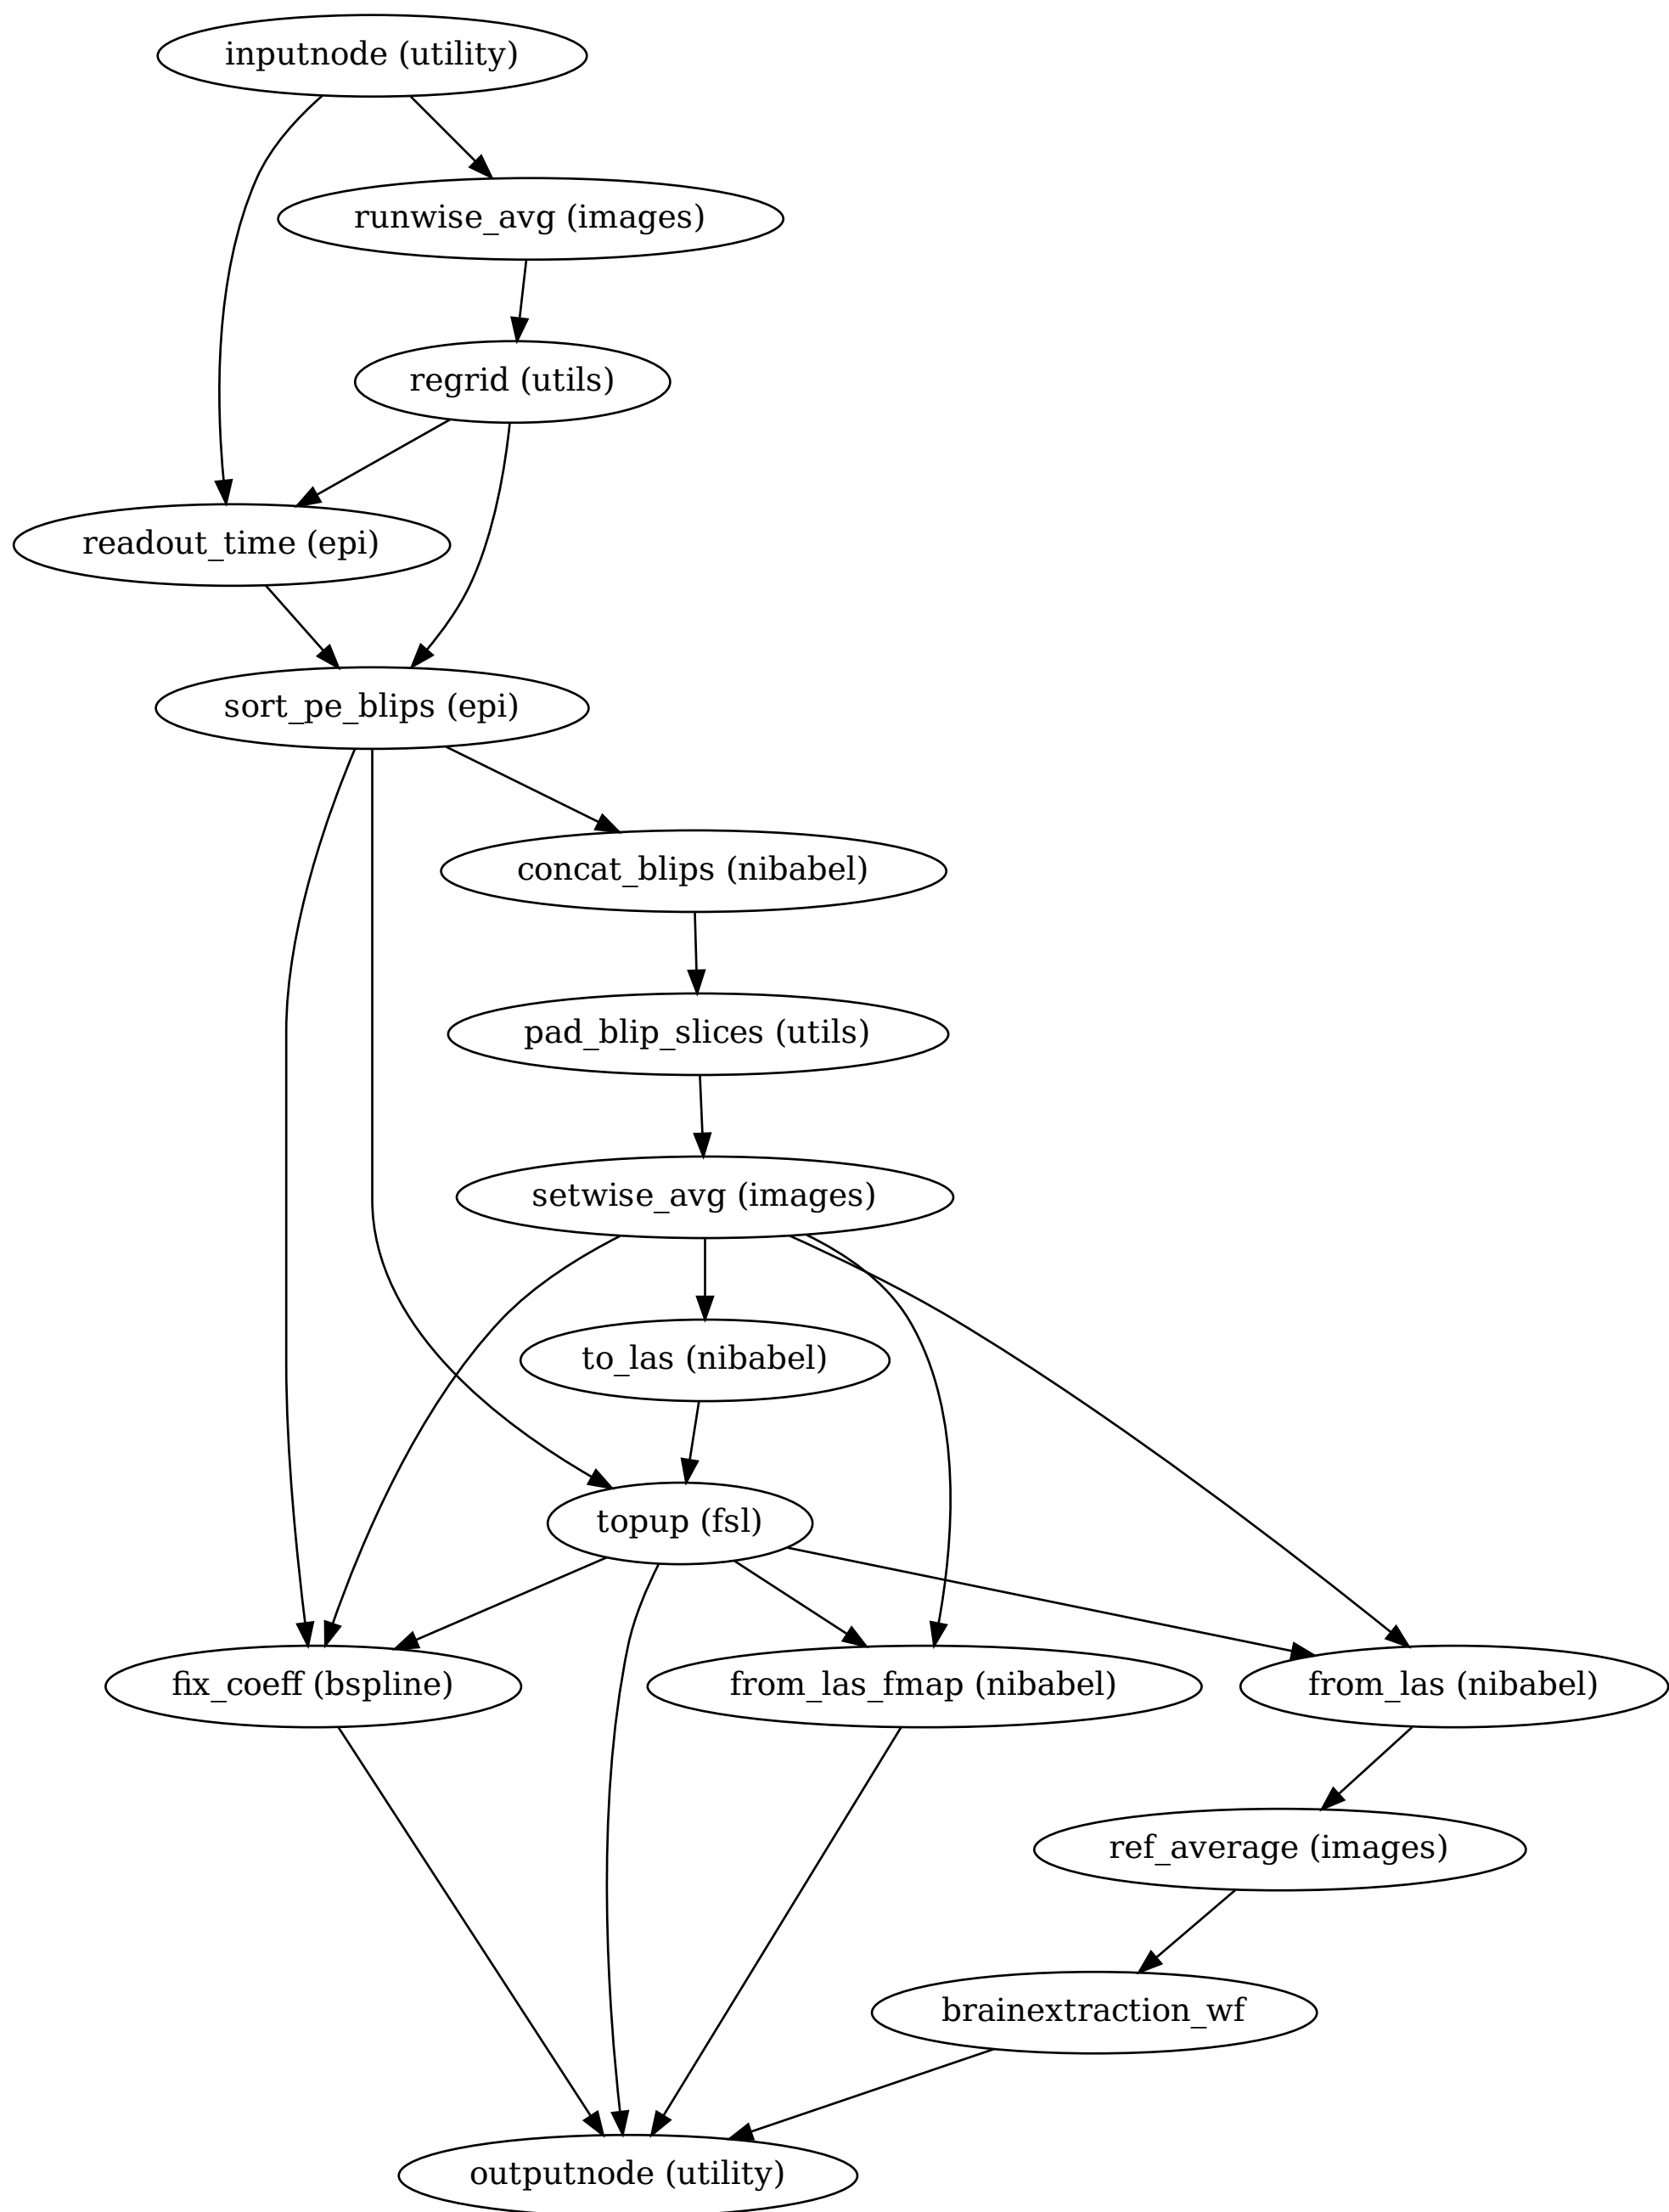 inputnode (utility)
runwise_avg (images)
regrid (utils)
readout_time (epi)
sort_pe_blips (epi)
concat_blips (nibabel)
pad_blip_slices (utils)
setwise_avg (images)
to_las (nibabel)
topup (fsl)
fix_coeff (bspline)
from_las_fmap (nibabel)
from_las (nibabel)
ref_average (images)
brainextraction_wf
outputnode (utility)